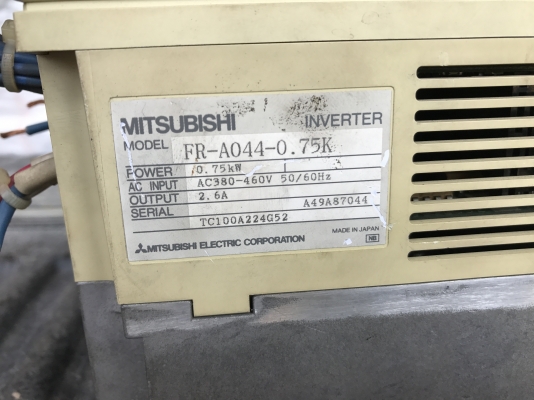 MITSUBISHI INVERTER
MODEL FR-A044-0.75K
POWER 0.75kW
AC INPUT AC380-460V 50/60Hz
OUTPUT 2.6A A49A87044
SERIAL TC100A224G52
MITSUBISHI ELECTRIC CORPORATION MADE IN JAPAN
NB